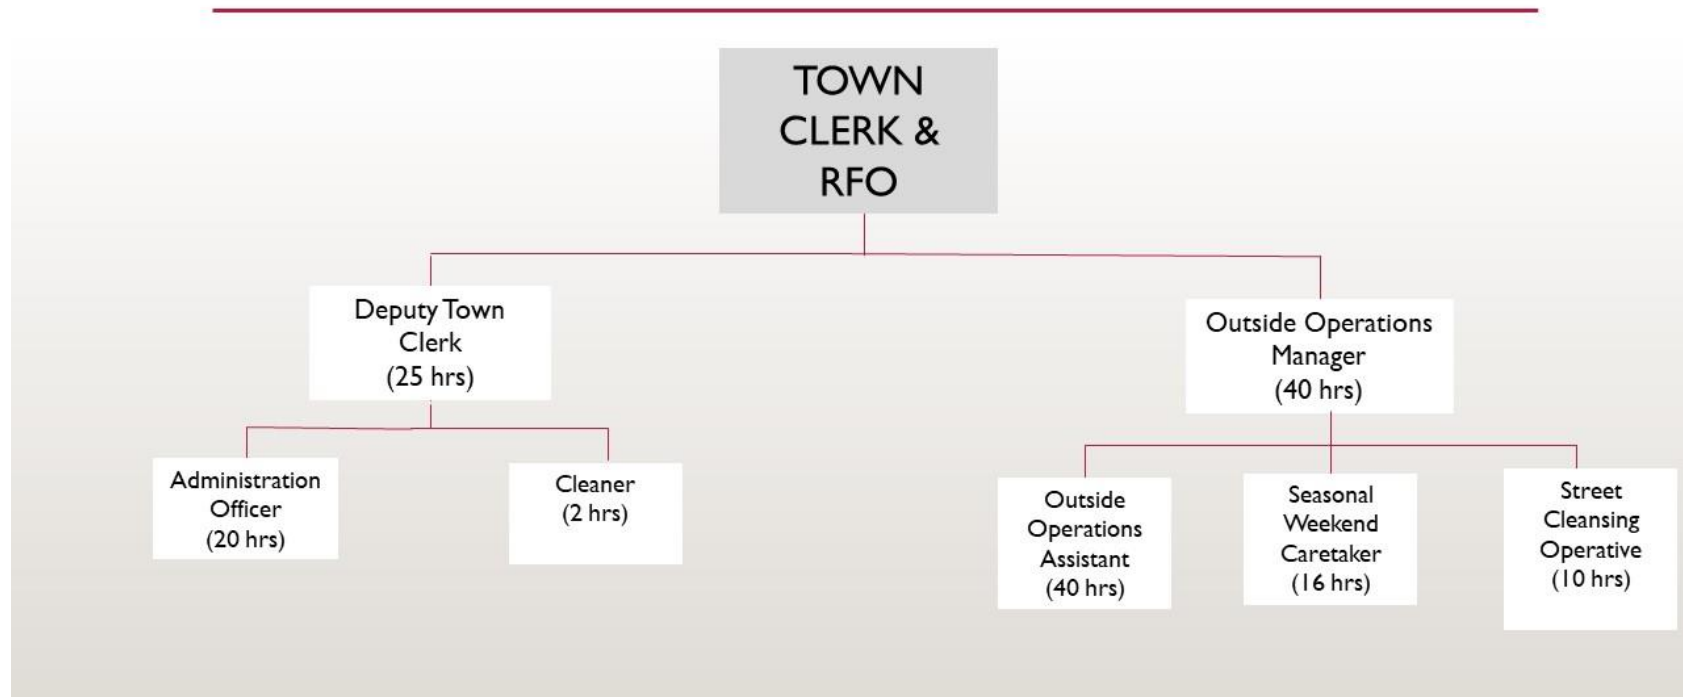 TOWN
CLERK &
RFO
Deputy Town
Clerk
(25 hrs)
Outside Operations
Manager
(40 hrs)
Administration
Officer
(20 hrs)
Cleaner
(2 hrs)
Outside
Operations
Assistant
(40 hrs)
Seasonal
Weekend
Caretaker
(16 hrs)
Street
Cleansing
Operative
(10 hrs)